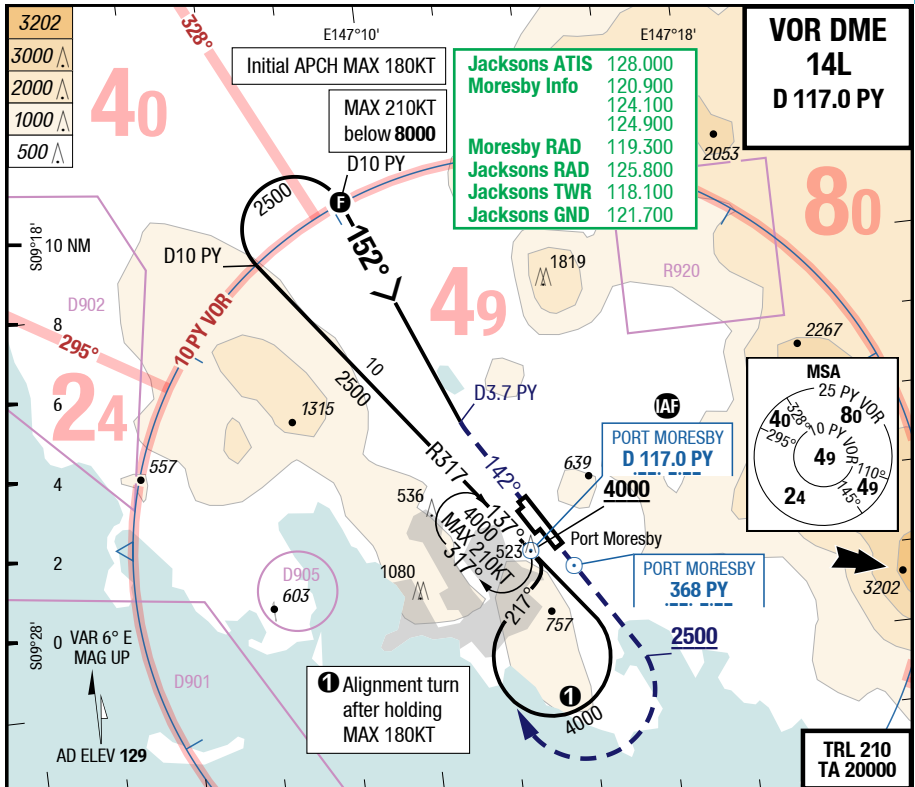 3202
3000
2000
1000
500
E147°10'
E147°18'
VOR DME
14L
D 117.0 PY
328°
40
Initial APCH MAX 180KT
MAX 210KT
below 8000
Jacksons ATIS 128.000
Moresby Info 120.900
124.100
124.900
Moresby RAD 119.300
Jacksons RAD 125.800
Jacksons TWR 118.100
Jacksons GND 121.700
2053
80
D10 PY
F
2500
152°
D10 PY
S09°18'
10 NM
D902
R920
1819
49
10 PY VOR
8
295°
2267
10
2500
24
6
1315
D3.7 PY
IAF
MSA
25 PY VOR
328°
40
80
10 PY VOR
295°
49
110°
49
145°
24
PORT MORESBY
D 117.0 PY
4000
R317
142°
639
557
4
536
137°
4000
MAX 210KT
317°
523
Port Moresby
2
PORT MORESBY
368 PY
D905
603
1080
217°
757
3202
2500
S09°28'
0
VAR 6° E
MAG UP
D901
1 Alignment turn
after holding
MAX 180KT
1
4000
AD ELEV 129
TRL 210
TA 20000